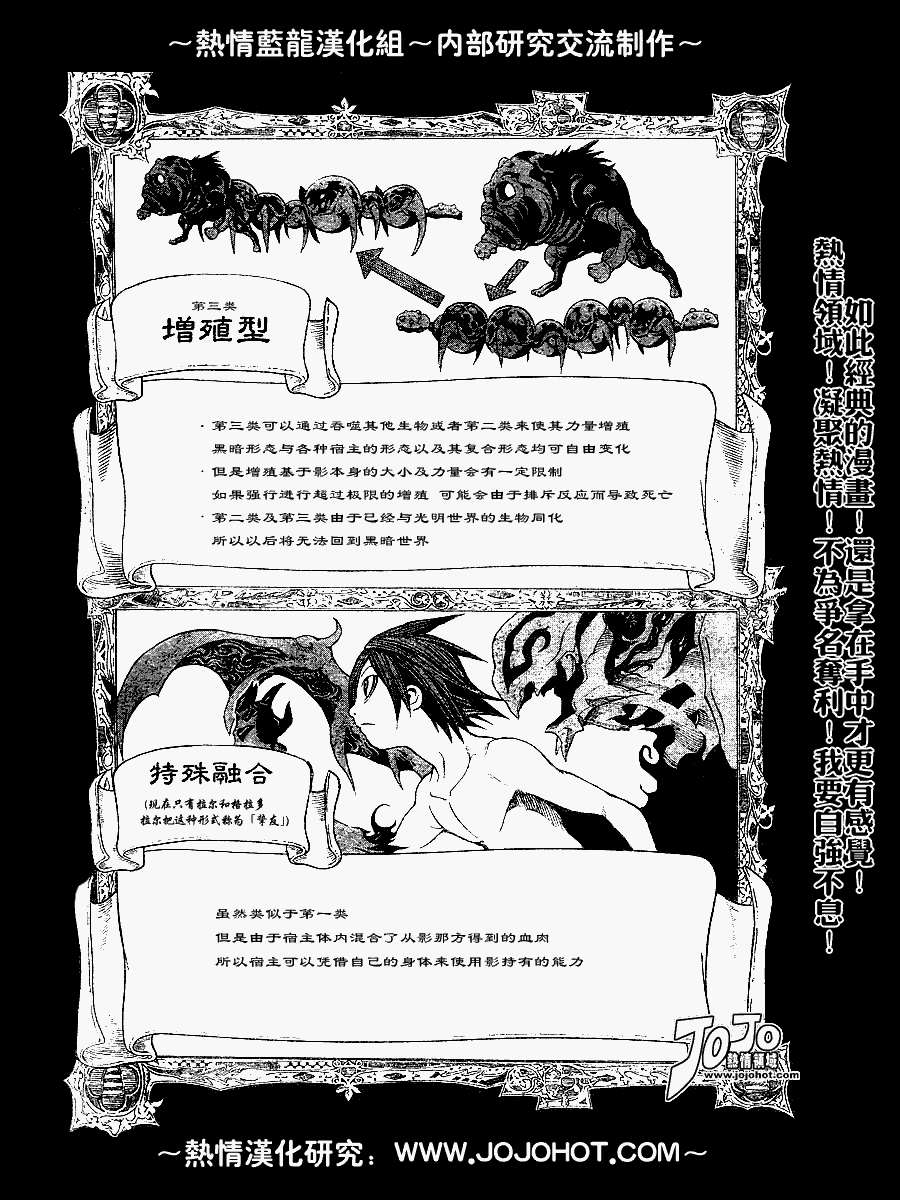 ～熱情藍龍漢化組～内部研究交流制作～
第三类
增殖型
·第三类可以通过吞噬其他生物或者第二类来使其力量增殖
黑暗形态与各种宿主的形态以及其复合形态均可自由变化
·但是增殖基于影本身的大小及力量会有一定限制
如果强行进行超过极限的增殖 可能会由于排斥反应而导致死亡
·第二类及第三类由于已经与光明世界的生物同化
所以以后将无法回到黑暗世界
如此經典的漫畫！還是拿在手中才更有感覺！
熱情領域！凝聚熱情！不為爭名奪利！我要自強不息！
特殊融合
(现在只有拉尔和格拉多
拉尔把这种形式称为「挚友」)
虽然类似于第一类
但是由于宿主体内混合了从影那方得到的血肉
所以宿主可以凭借自己的身体来使用影持有的能力
JOJO
熱情領域
www.jojohot.com
～熱情漢化研究：WWW.JOJOHOT.COM～